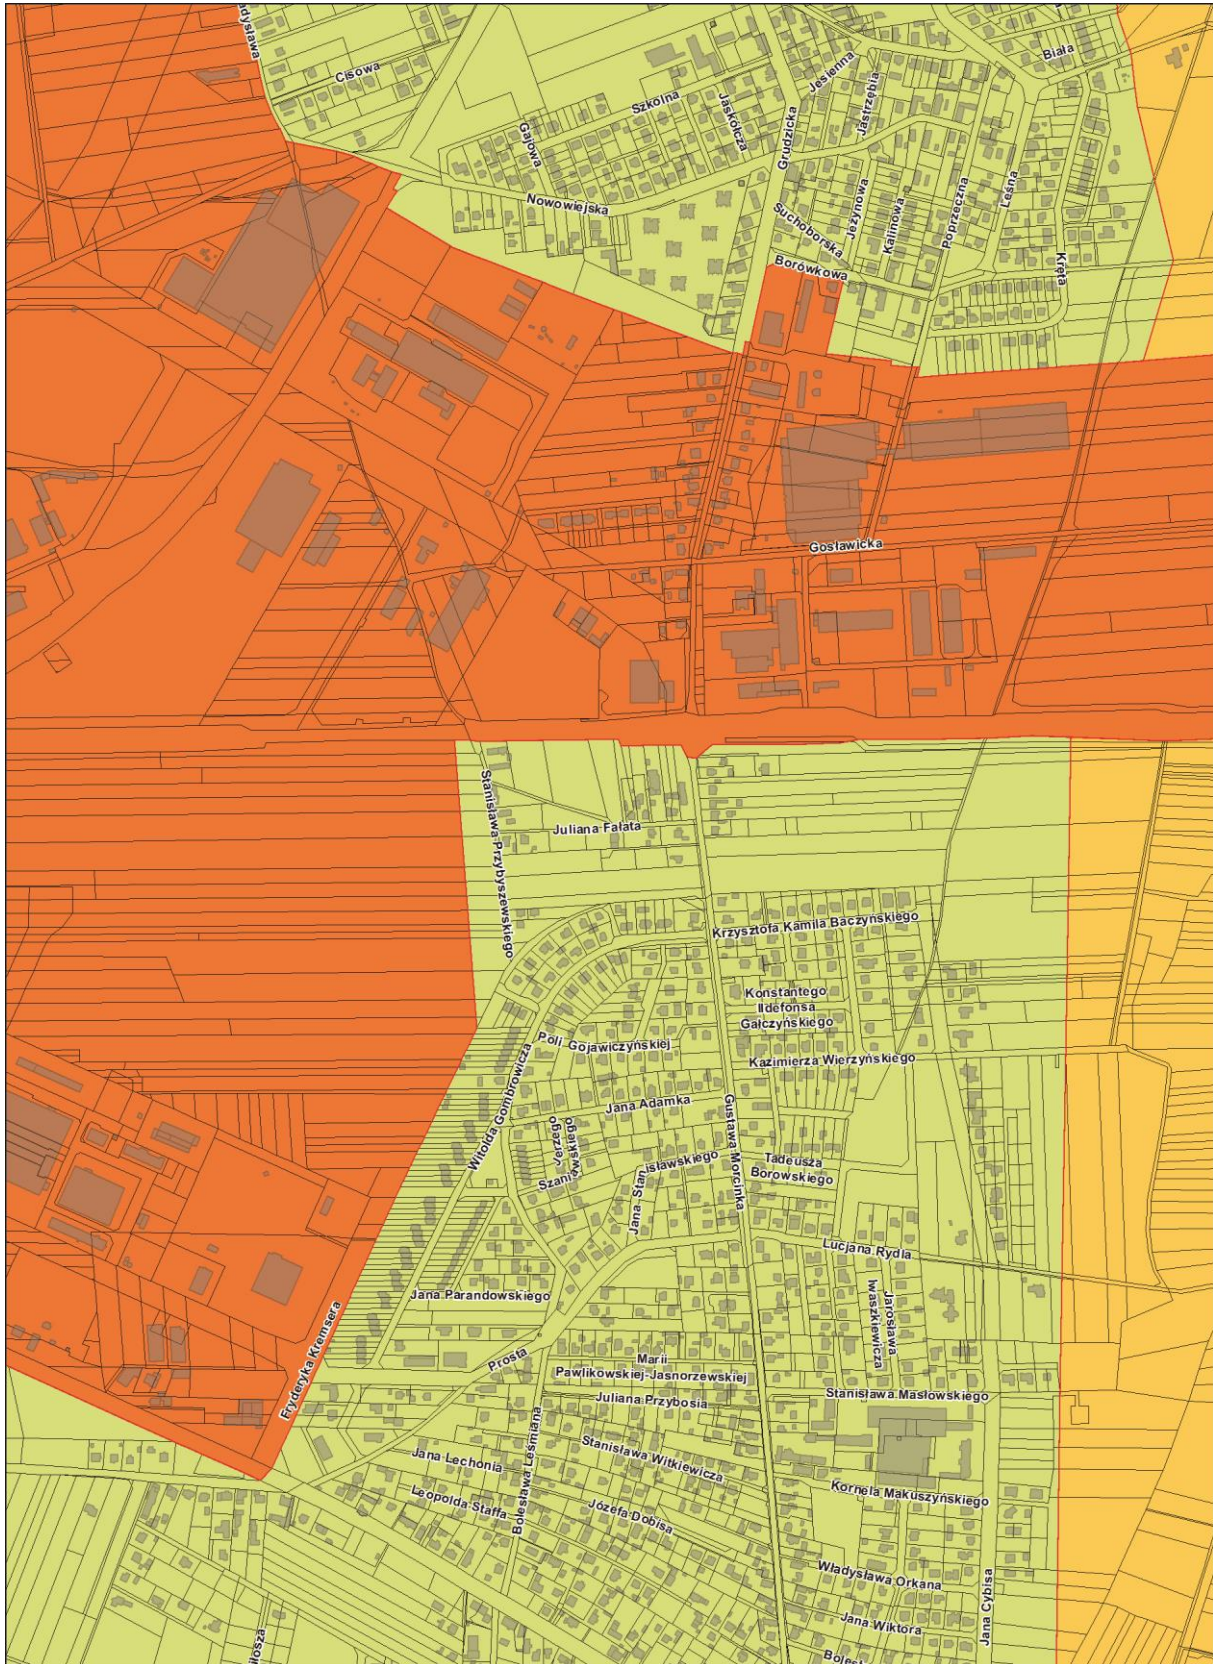 Cisowa
Biała
Jesienna
Szkólna
Jaskółcza
Jastrzębia
Gajowa
Grudzicka
Nowowiejska
Leśna
Jeżynowa
Kalinowa
Poprzeczna
Suchoborska
Borówkowa
Kręta
Gosławicka
Stanisława Przybyszewskiego
Juliana Fałata
Krzysztofa Kamila Baczyńskiego
Konstantego
Ildefonsa
Gałczyńskiego
Poli Gojawiczyńskiej
Kazimierza Wierzyńskiego
Witolda Gombrowicza
Jana Adamka
Gustawa Morcinka
Jerzego
Szaniawskiego
Jana Stanisławskiego
Tadeusza
Borowskiego
Lucjana Rydla
Jana Parandowskiego
Jarosława
Iwaszkiewicza
Fryderyka Kremsera
Prosta
Marii
Pawlikowskiej-Jasnorzewskiej
Stanisława Masłowskiego
Juliana Przybosia
Bolesława Leśmiana
Stanisława Witkiewicza
Jana Lechonia
Leopolda Staffa
Józefa Dobisa
Kornela Makuszyńskiego
Władysława Orkana
Jana Cybisa
Jana Wiktora